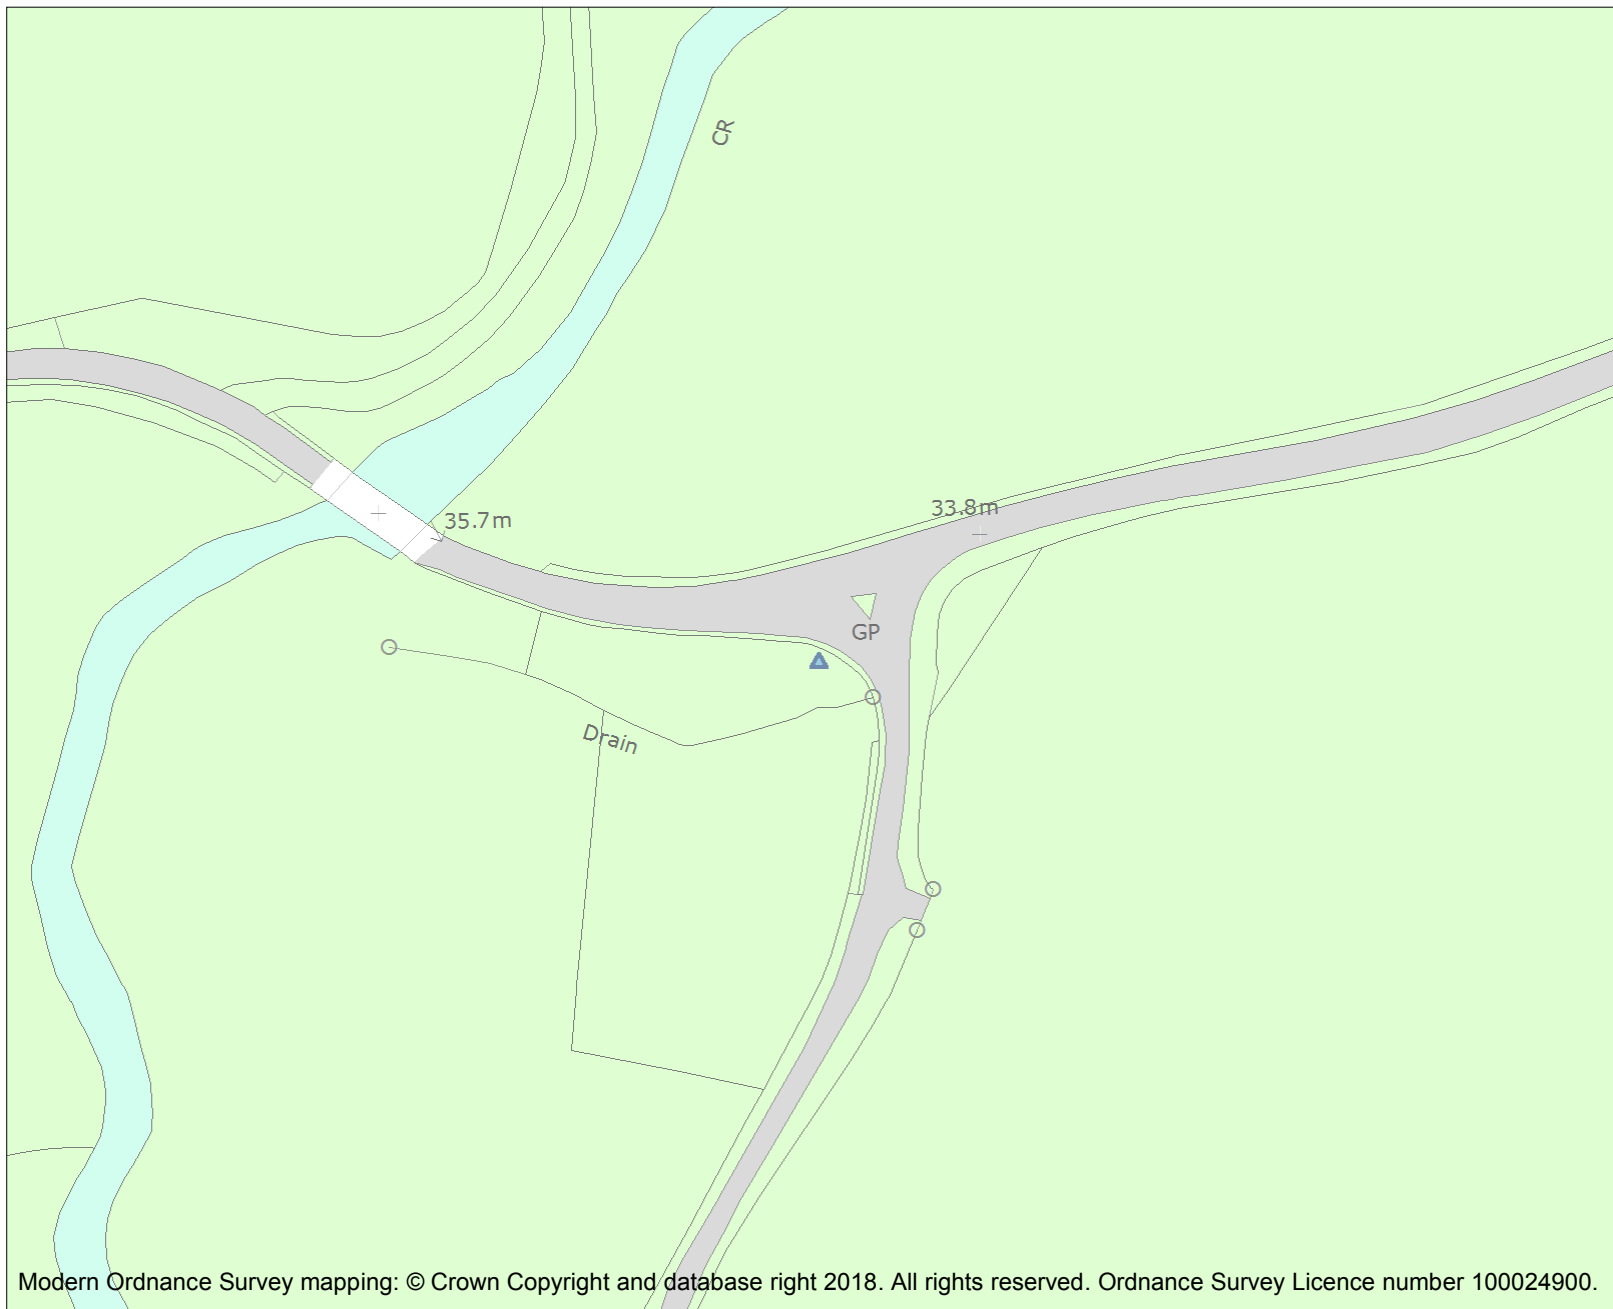 CR
33.8m
35.7m
GP
Drain
Modern Ordnance Survey mapping: © Crown Copyright and database right 2018. All rights reserved. Ordnance Survey Licence number 100024900.